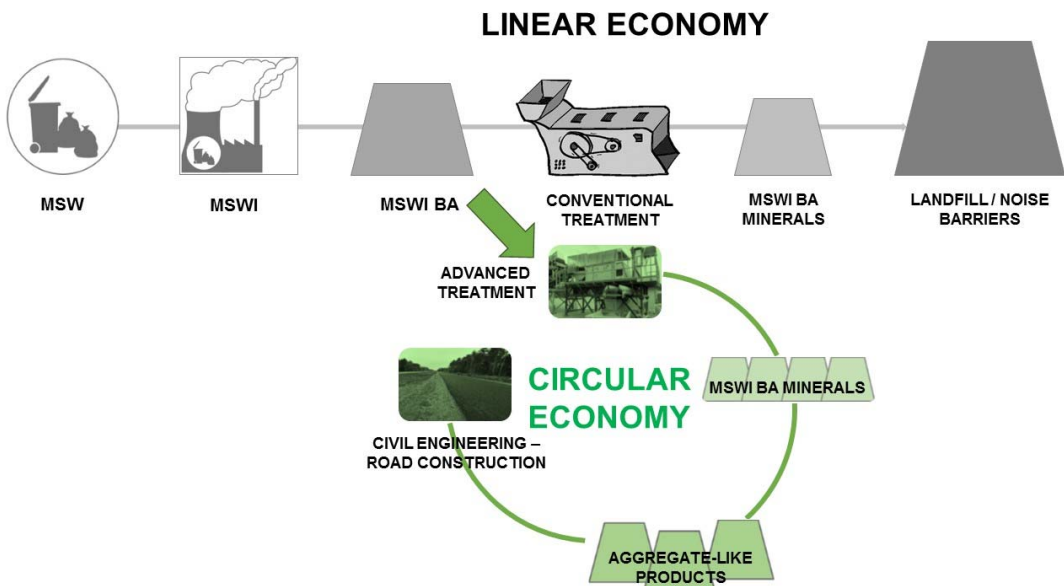 LINEAR ECONOMY
MSW
MSWI
MSWI BA
CONVENTIONAL
TREATMENT
MSWI BA
MINERALS
LANDFILL / NOISE
BARRIERS
ADVANCED
TREATMENT
MSWI BA MINERALS
CIRCULAR
ECONOMY
CIVIL ENGINEERING –
ROAD CONSTRUCTION
AGGREGATE-LIKE
PRODUCTS